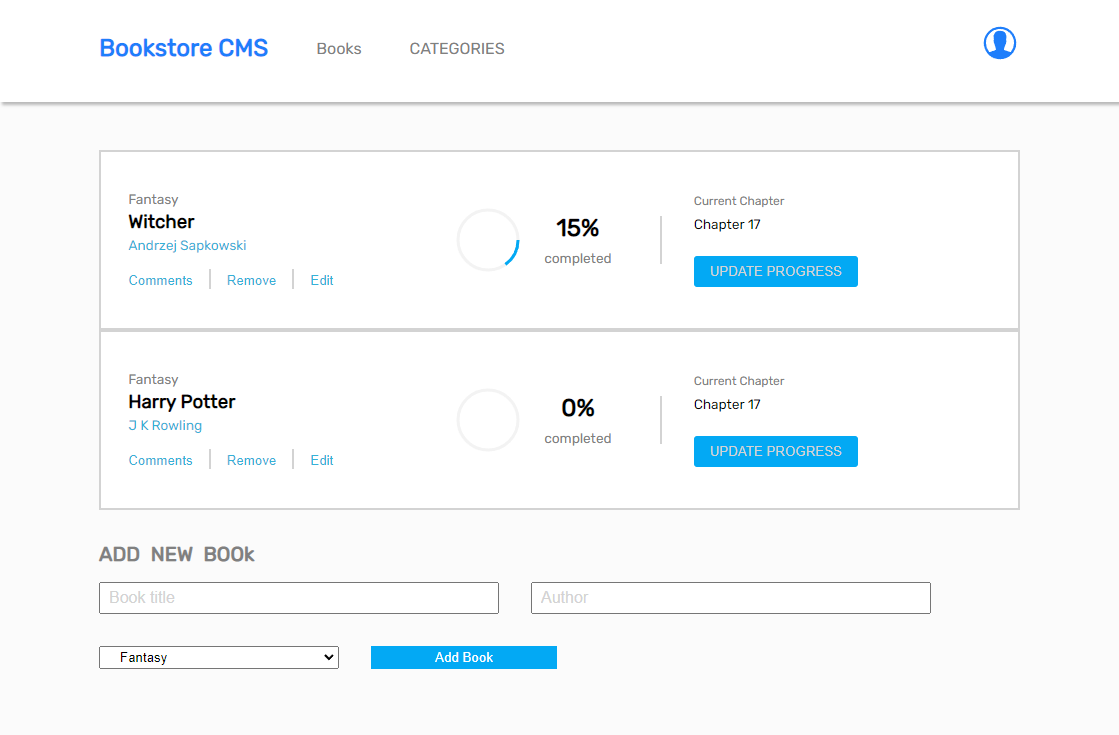 Bookstore CMS Books CATEGORIES
Fantasy
Witcher
Andrzej Sapkowski
Comments Remove Edit
15%
completed
Current Chapter
Chapter 17
UPDATE PROGRESS
Fantasy
Harry Potter
J K Rowling
Comments Remove Edit
0%
completed
Current Chapter
Chapter 17
UPDATE PROGRESS
ADD NEW BOOk
Book title Author
Fantasy Add Book